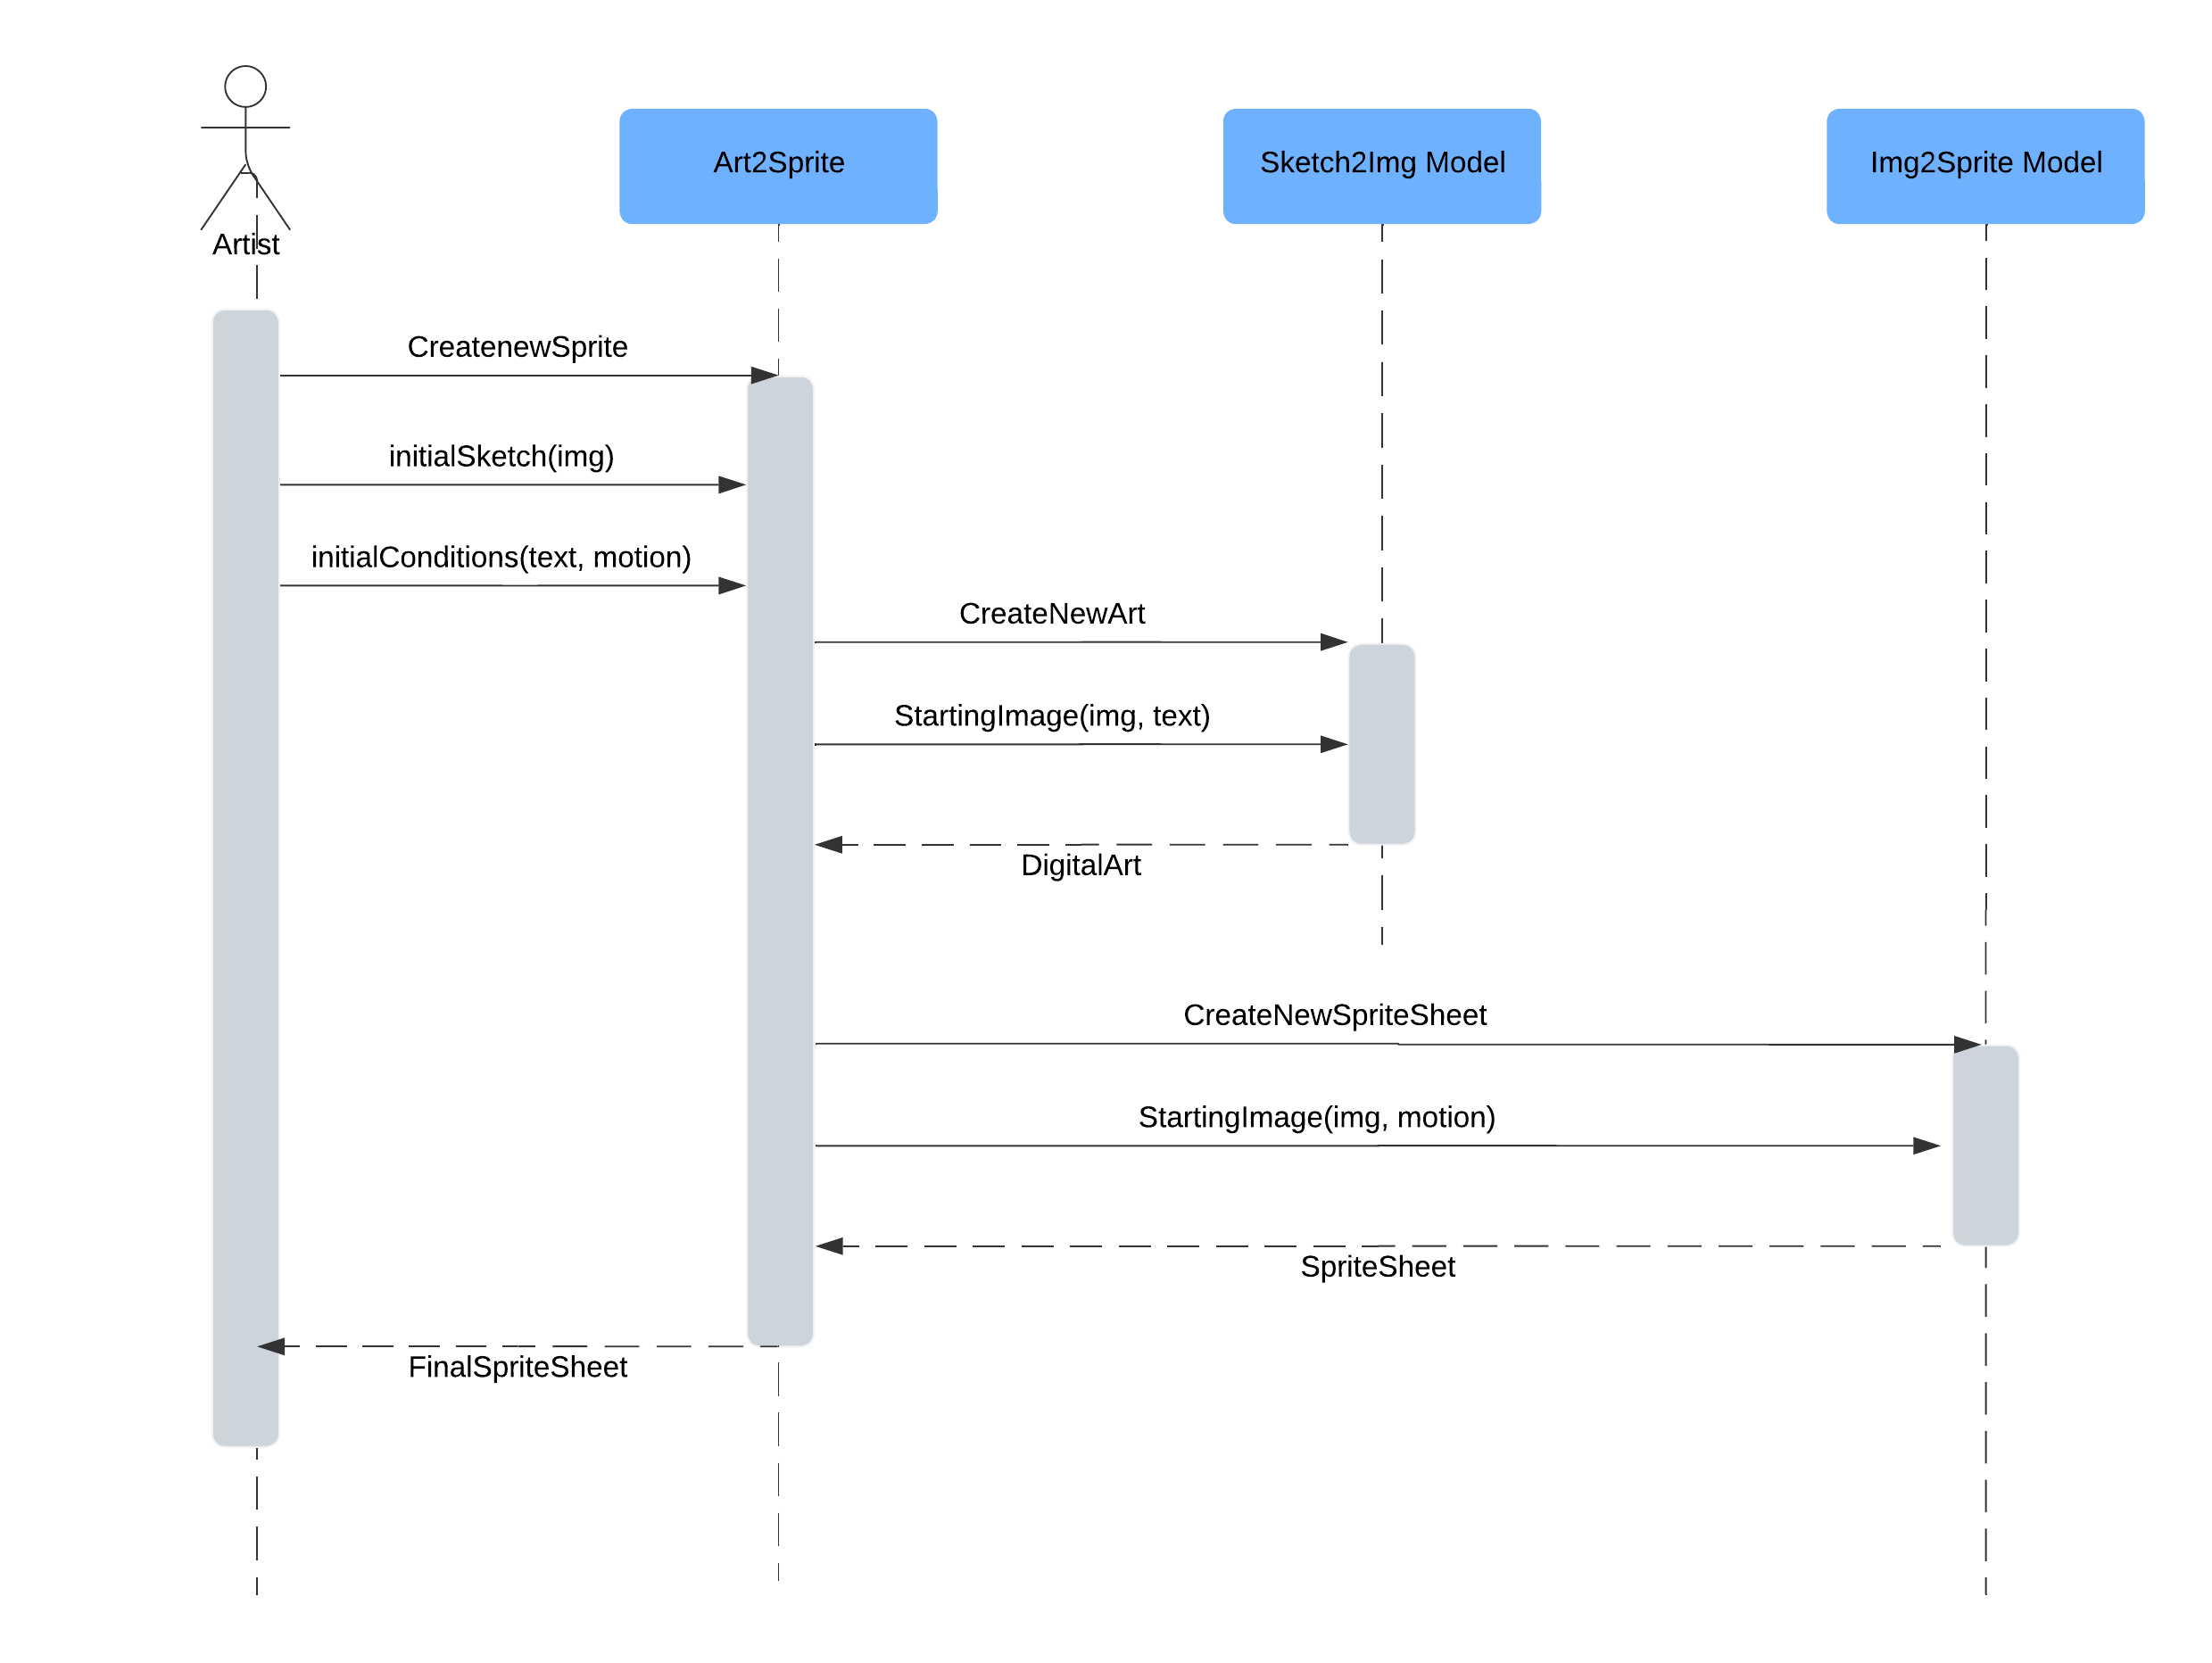 Art2Sprite
Sketch2Img Model
Img2Sprite Model
Artist
CreatenewSprite
initialSketch(img)
initialConditions(text, motion)
CreateNewArt
StartingImage(img, text)
DigitalArt
CreateNewSpriteSheet
StartingImage(img, motion)
SpriteSheet
FinalSpriteSheet